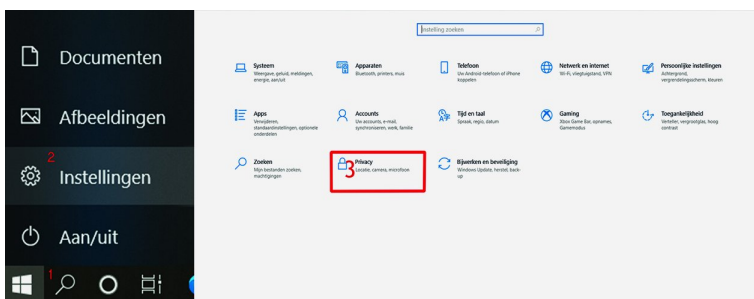 Documenten
Afbeeldingen
2
Instellingen
Aan/uit
1
Instelling zoeken
Systeem
Weergave, geluid, meldingen,
energie, aan/uit
Apparaten
Bluetooth, printers, muis
Telefoon
Uw Android-telefoon of iPhone
koppelen
Netwerk en internet
Wi-Fi, vliegtuigstand, VPN
Persoonlijke instellingen
Achtergrond,
vergrendelingsscherm, kleuren
Apps
Verwijderen,
standaardinstellingen, optionele
onderdelen
Accounts
Uw accounts, e-mail,
synchroniseren, werk, familie
Tijd en taal
Spraak, regio, datum
Gaming
Xbox Game Bar, opnames,
Gamemodus
Toegankelijkheid
Verteller, vergrootglas, hoog
contrast
Zoeken
Mijn bestanden zoeken,
machtigingen
3
Privacy
Locatie, camera, microfoon
Bijwerken en beveiliging
Windows Update, herstel, back-
up